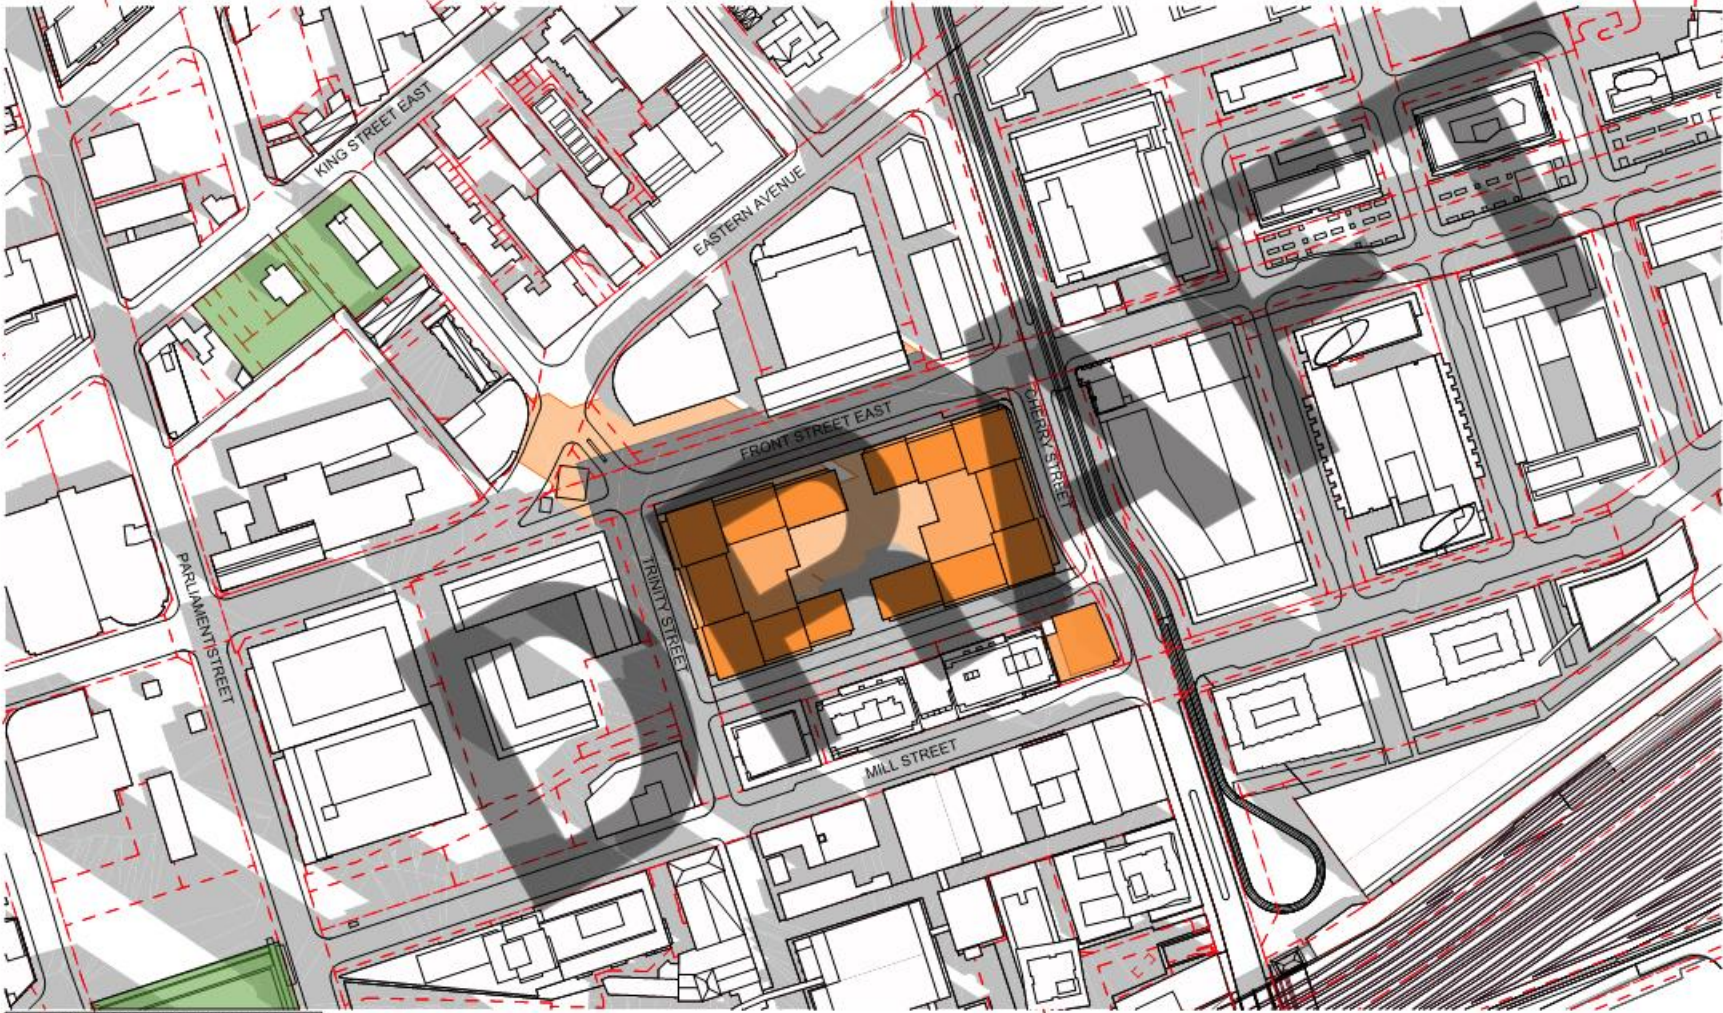 KING STREET EAST
EASTERN AVENUE
FRONT STREET EAST
CHERRY STREET
TRINITY STREET
PARLIAMENT STREET
MILL STREET
DRAFT